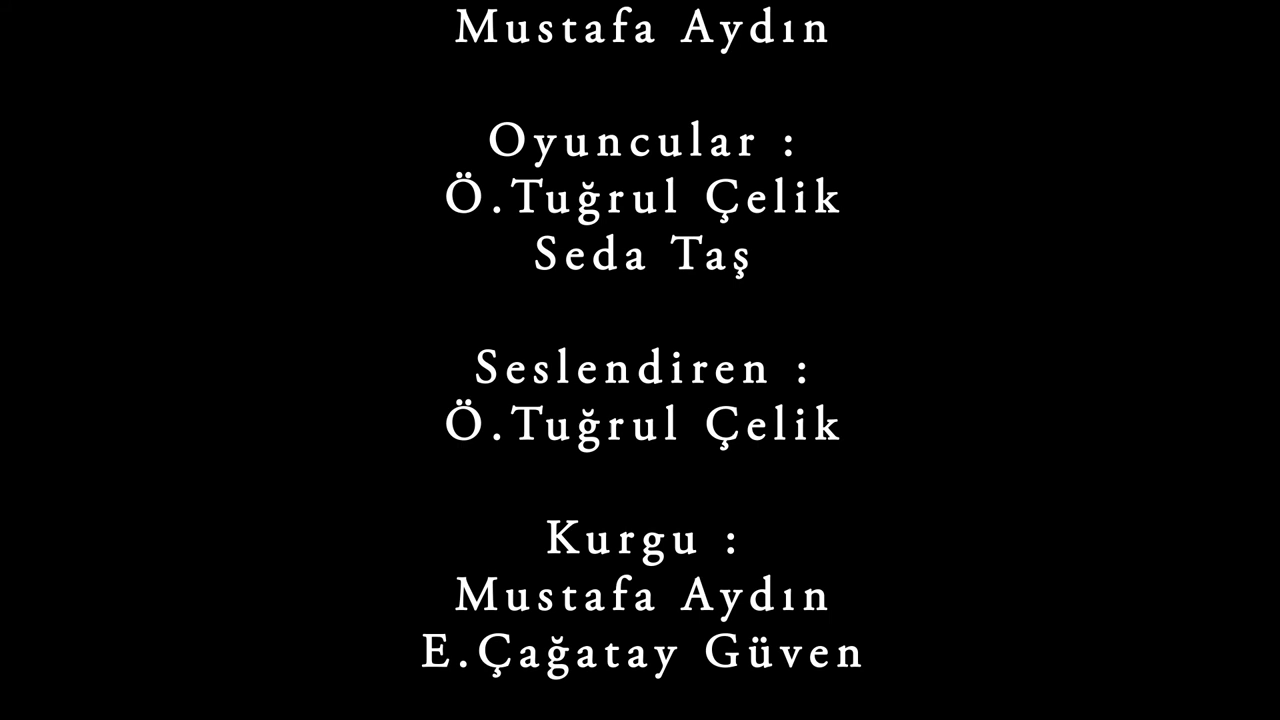 Mustafa Aydın
Oyuncular :
Ö.Tuğrul Çelik
Seda Taş
Seslendiren :
Ö.Tuğrul Çelik
Kurgu :
Mustafa Aydın
E.Çağatay Güven